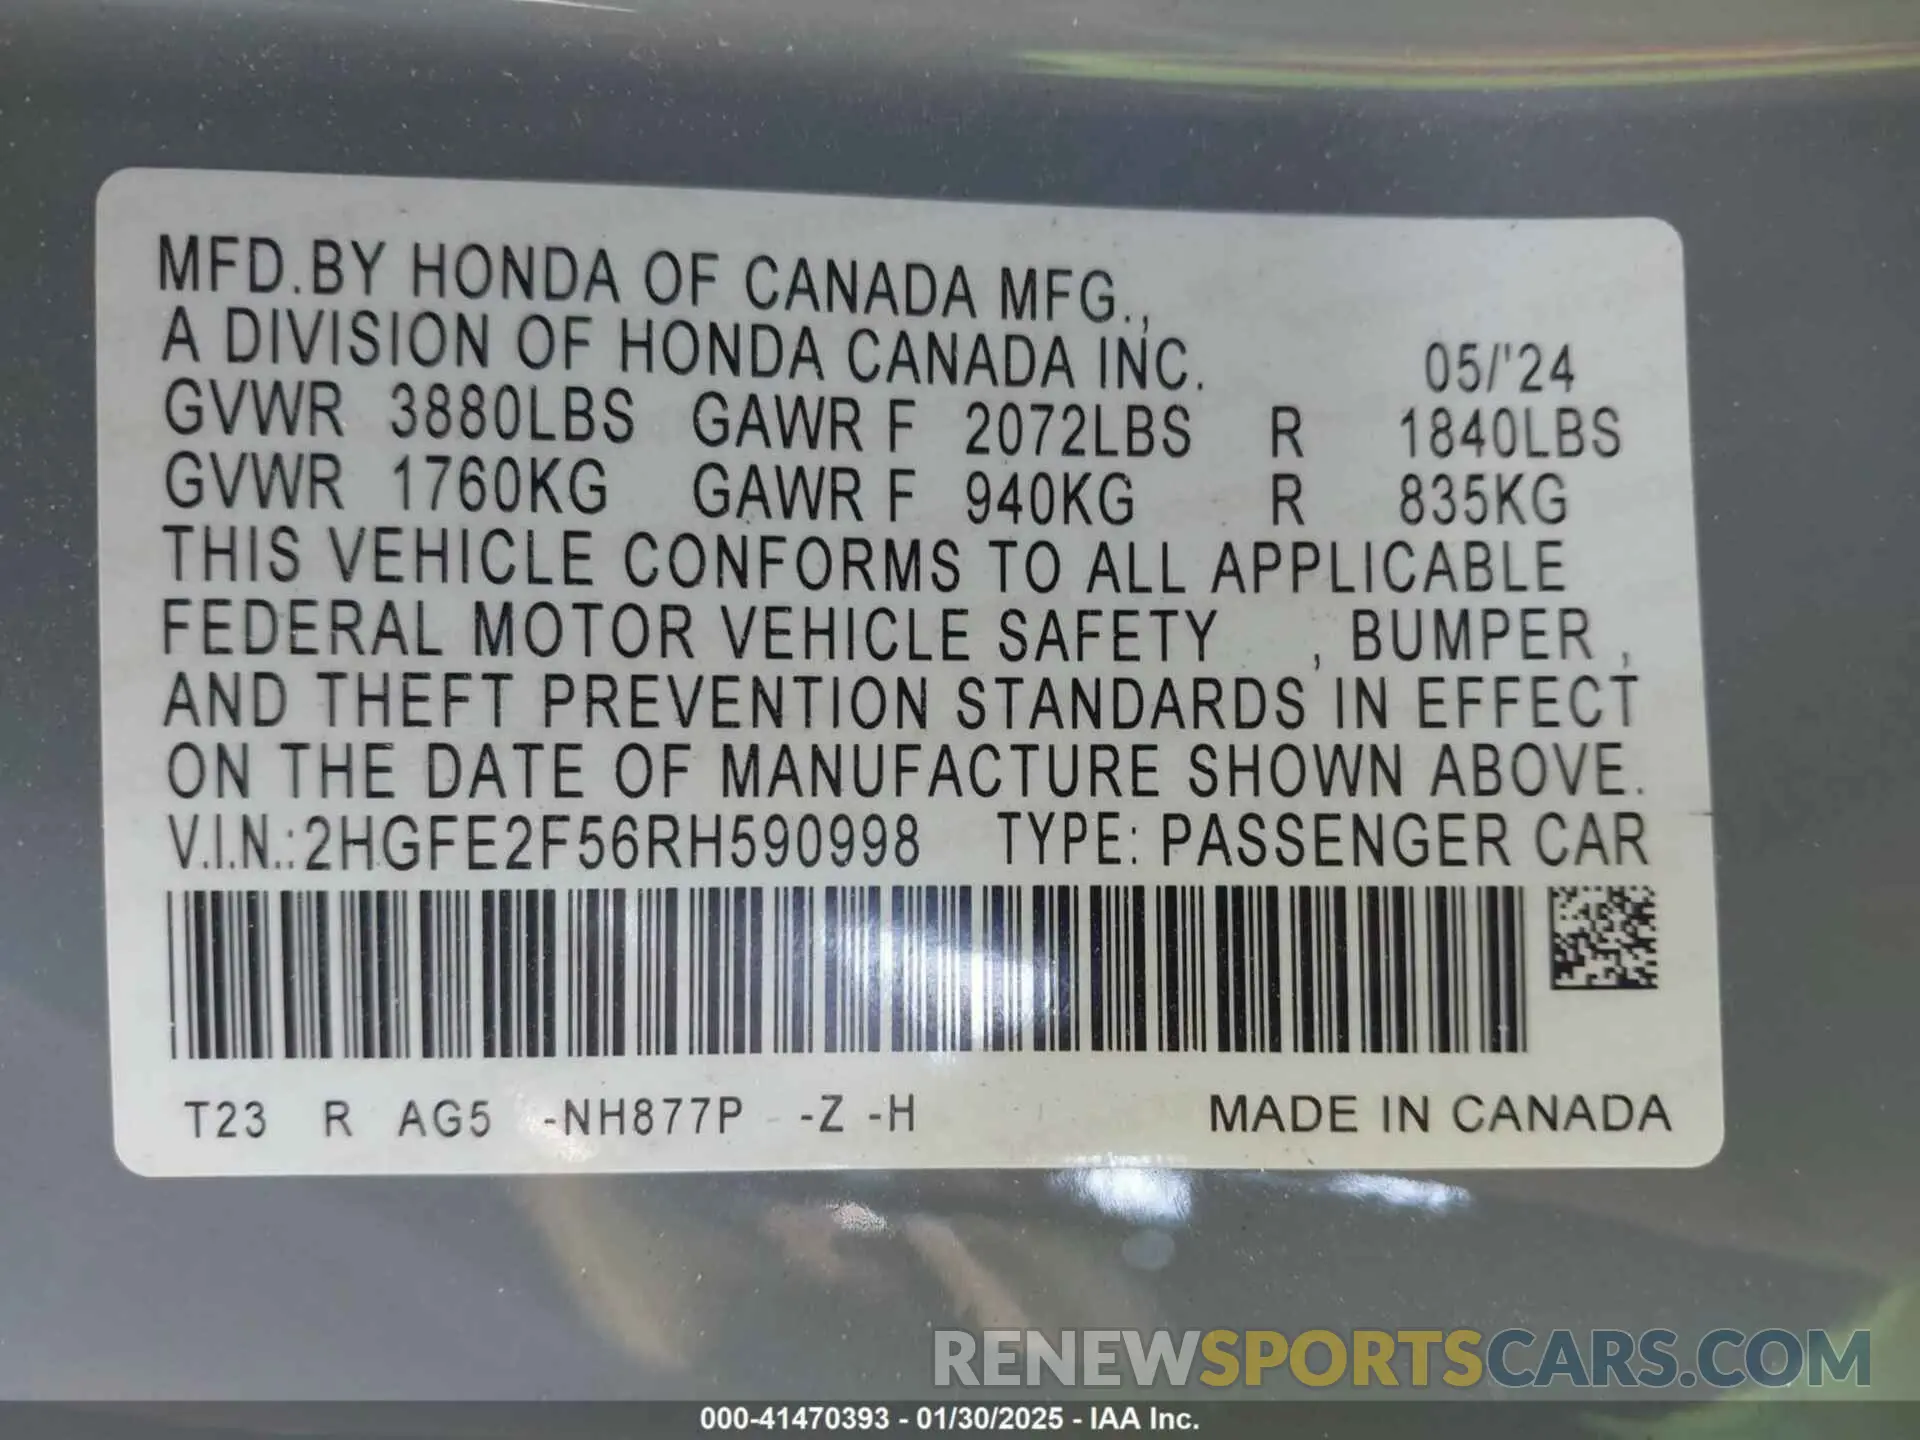 MFD.BY HONDA OF CANADA MFG.,
A DIVISION OF HONDA CANADA INC. 05/'24
GVWR 3880LBS GAWR F 2072LBS R 1840LBS
GVWR 1760KG GAWR F 940KG R 835KG
THIS VEHICLE CONFORMS TO ALL APPLICABLE
FEDERAL MOTOR VEHICLE SAFETY , BUMPER ,
AND THEFT PREVENTION STANDARDS IN EFFECT
ON THE DATE OF MANUFACTURE SHOWN ABOVE.
V.I.N.:2HGFE2F56RH590998 TYPE: PASSENGER CAR
T23 R AG5 -NH877P -Z -H MADE IN CANADA
RENEWSPORTSCARS.COM
000-41470393 - 01/30/2025 - IAA Inc.